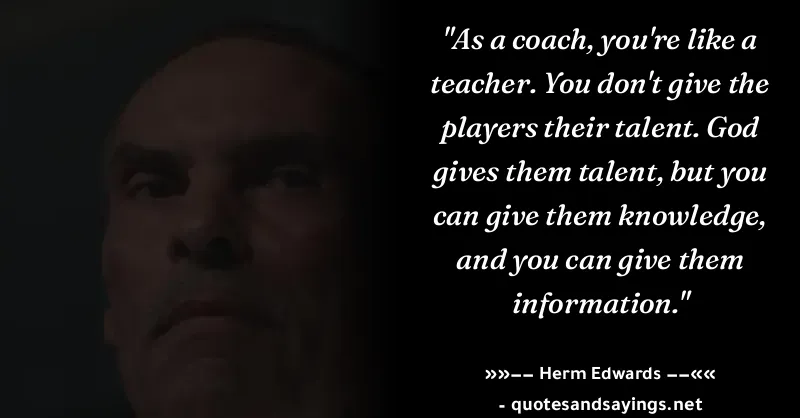 "As a coach, you're like a
teacher. You don't give the
players their talent. God
gives them talent, but you
can give them knowledge,
and you can give them
information."
»»–– Herm Edwards ––««
- quotesandsayings.net